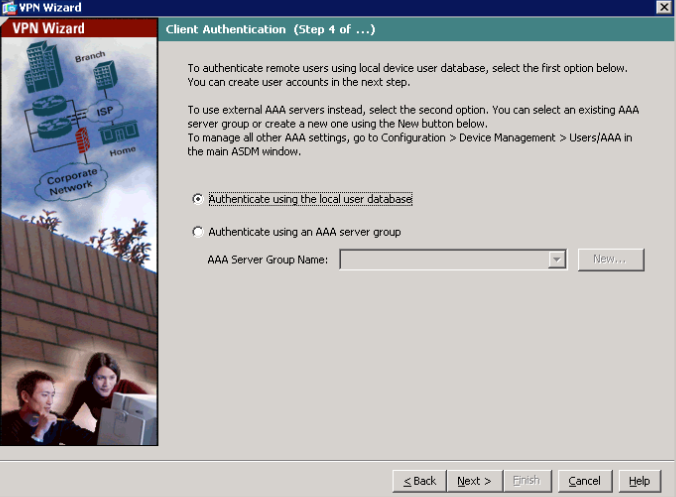 VPN Wizard
VPN Wizard
Client Authentication (Step 4 of ...)
Branch
ISP
Home
Corporate
Network
To authenticate remote users using local device user database, select the first option below.
You can create user accounts in the next step.
To use external AAA servers instead, select the second option. You can select an existing AAA
server group or create a new one using the New button below.
To manage all other AAA settings, go to Configuration > Device Management > Users/AAA in
the main ASDM window.
Authenticate using the local user database
Authenticate using an AAA server group
AAA Server Group Name:
New...
< Back
Next >
Finish
Cancel
Help